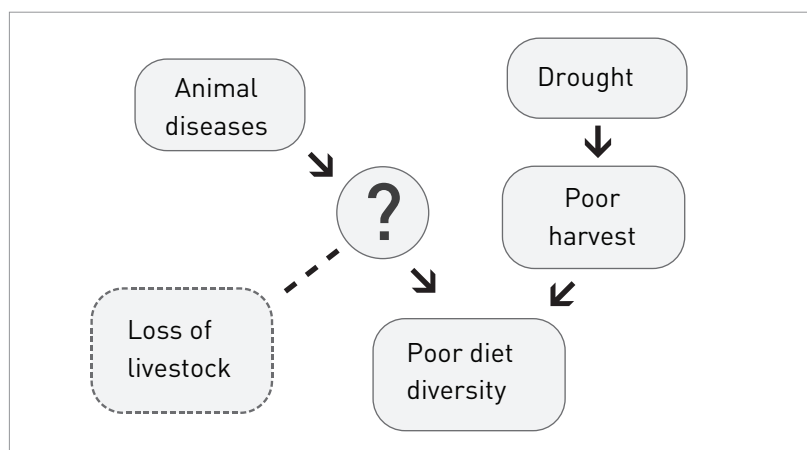 Animal
diseases
Drought
?
Poor
harvest
Loss of
livestock
Poor diet
diversity